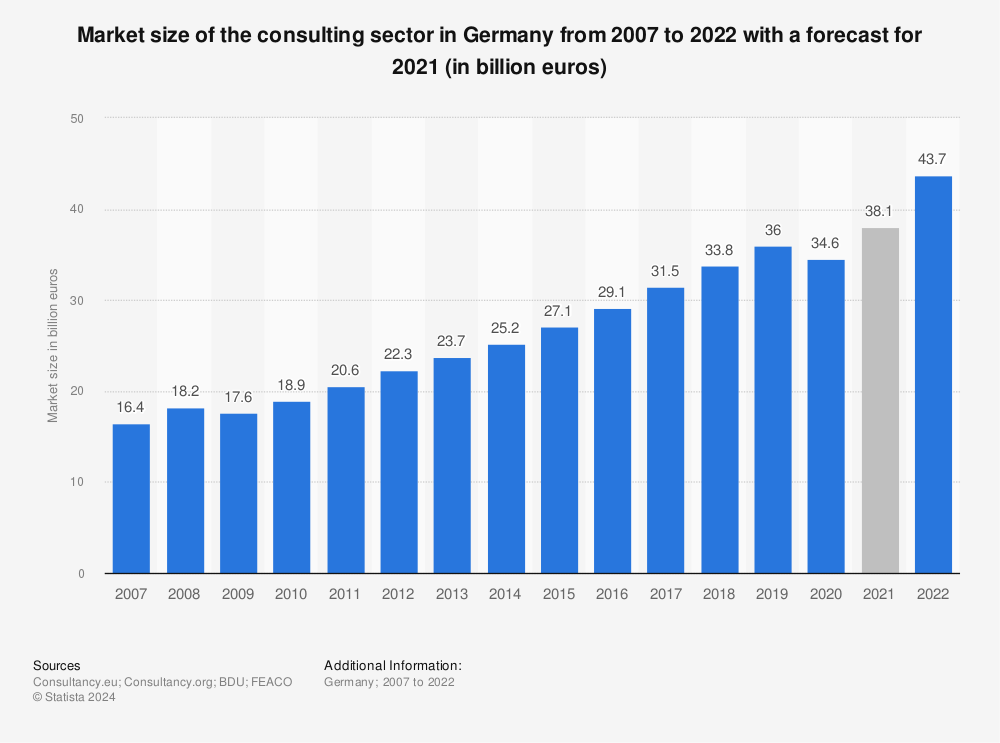 Market size of the consulting sector in Germany from 2007 to 2022 with a forecast for
2021 (in billion euros)
Market size in billion euros
50
40
30
20
10
0
16.4
18.2
17.6
18.9
20.6
22.3
23.7
25.2
27.1
29.1
31.5
33.8
36
34.6
38.1
43.7
2007 2008 2009 2010 2011 2012 2013 2014 2015 2016 2017 2018 2019 2020 2021 2022
Sources
Consultancy.eu; Consultancy.org; BDU; FEACO
© Statista 2024
Additional Information:
Germany; 2007 to 2022